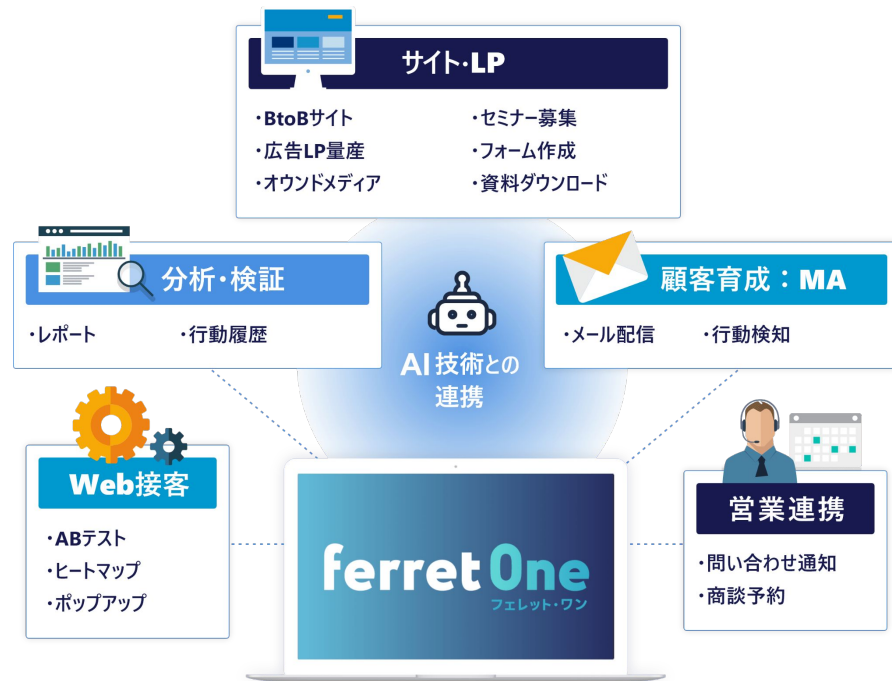 サイト・LP
・BtoBサイト
・広告LP量産
・オウンドメディア
・セミナー募集
・フォーム作成
・資料ダウンロード
分析・検証
・レポート
・行動履歴
顧客育成：MA
・メール配信
・行動検知
AI技術との
連携
Web接客
・ABテスト
・ヒートマップ
・ポップアップ
営業連携
・問い合わせ通知
・商談予約
ferret One
フェレット・ワン